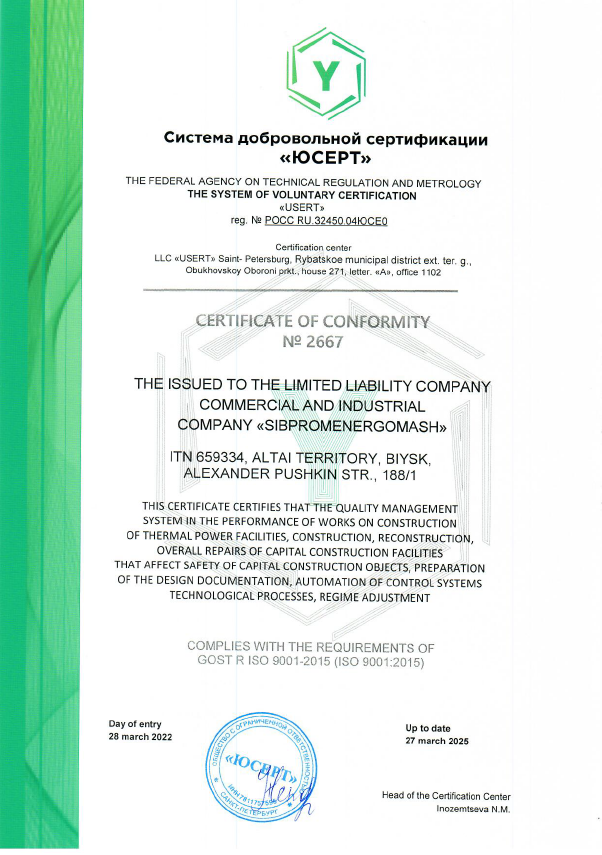 Y
Система добровольной сертификации
«ЮСЕРТ»
THE FEDERAL AGENCY ON TECHNICAL REGULATION AND METROLOGY
THE SYSTEM OF VOLUNTARY CERTIFICATION
«USERT»
reg. № РОСС RU.32450.04ЮСЕ0
Certification center
LLC «USERT» Saint- Petersburg, Rybatskoe municipal district ext. ter. g.,
Obukhovskoy Oboroni prkt., house 271, letter. «A», office 1102
CERTIFICATE OF CONFORMITY
№ 2667
THE ISSUED TO THE LIMITED LIABILITY COMPANY
COMMERCIAL AND INDUSTRIAL
COMPANY «SIBPROMENERGOMASH»
ITN 659334, ALTAI TERRITORY, BIYSK,
ALEXANDER PUSHKIN STR., 188/1
THIS CERTIFICATE CERTIFIES THAT THE QUALITY MANAGEMENT
SYSTEM IN THE PERFORMANCE OF WORKS ON CONSTRUCTION
OF THERMAL POWER FACILITIES, CONSTRUCTION, RECONSTRUCTION,
OVERALL REPAIRS OF CAPITAL CONSTRUCTION FACILITIES
THAT AFFECT SAFETY OF CAPITAL CONSTRUCTION OBJECTS, PREPARATION
OF THE DESIGN DOCUMENTATION, AUTOMATION OF CONTROL SYSTEMS
TECHNOLOGICAL PROCESSES, REGIME ADJUSTMENT
COMPLIES WITH THE REQUIREMENTS OF
GOST R ISO 9001-2015 (ISO 9001:2015)
Day of entry
28 march 2022
ОБЩЕСТВО С ОГРАНИЧЕННОЙ ОТВЕТСТВЕННОСТЬЮ
«ЮСЕРТ»
САНКТ-ПЕТЕРБУРГ
Up to date
27 march 2025
Head of the Certification Center
Inozemtseva N.M.